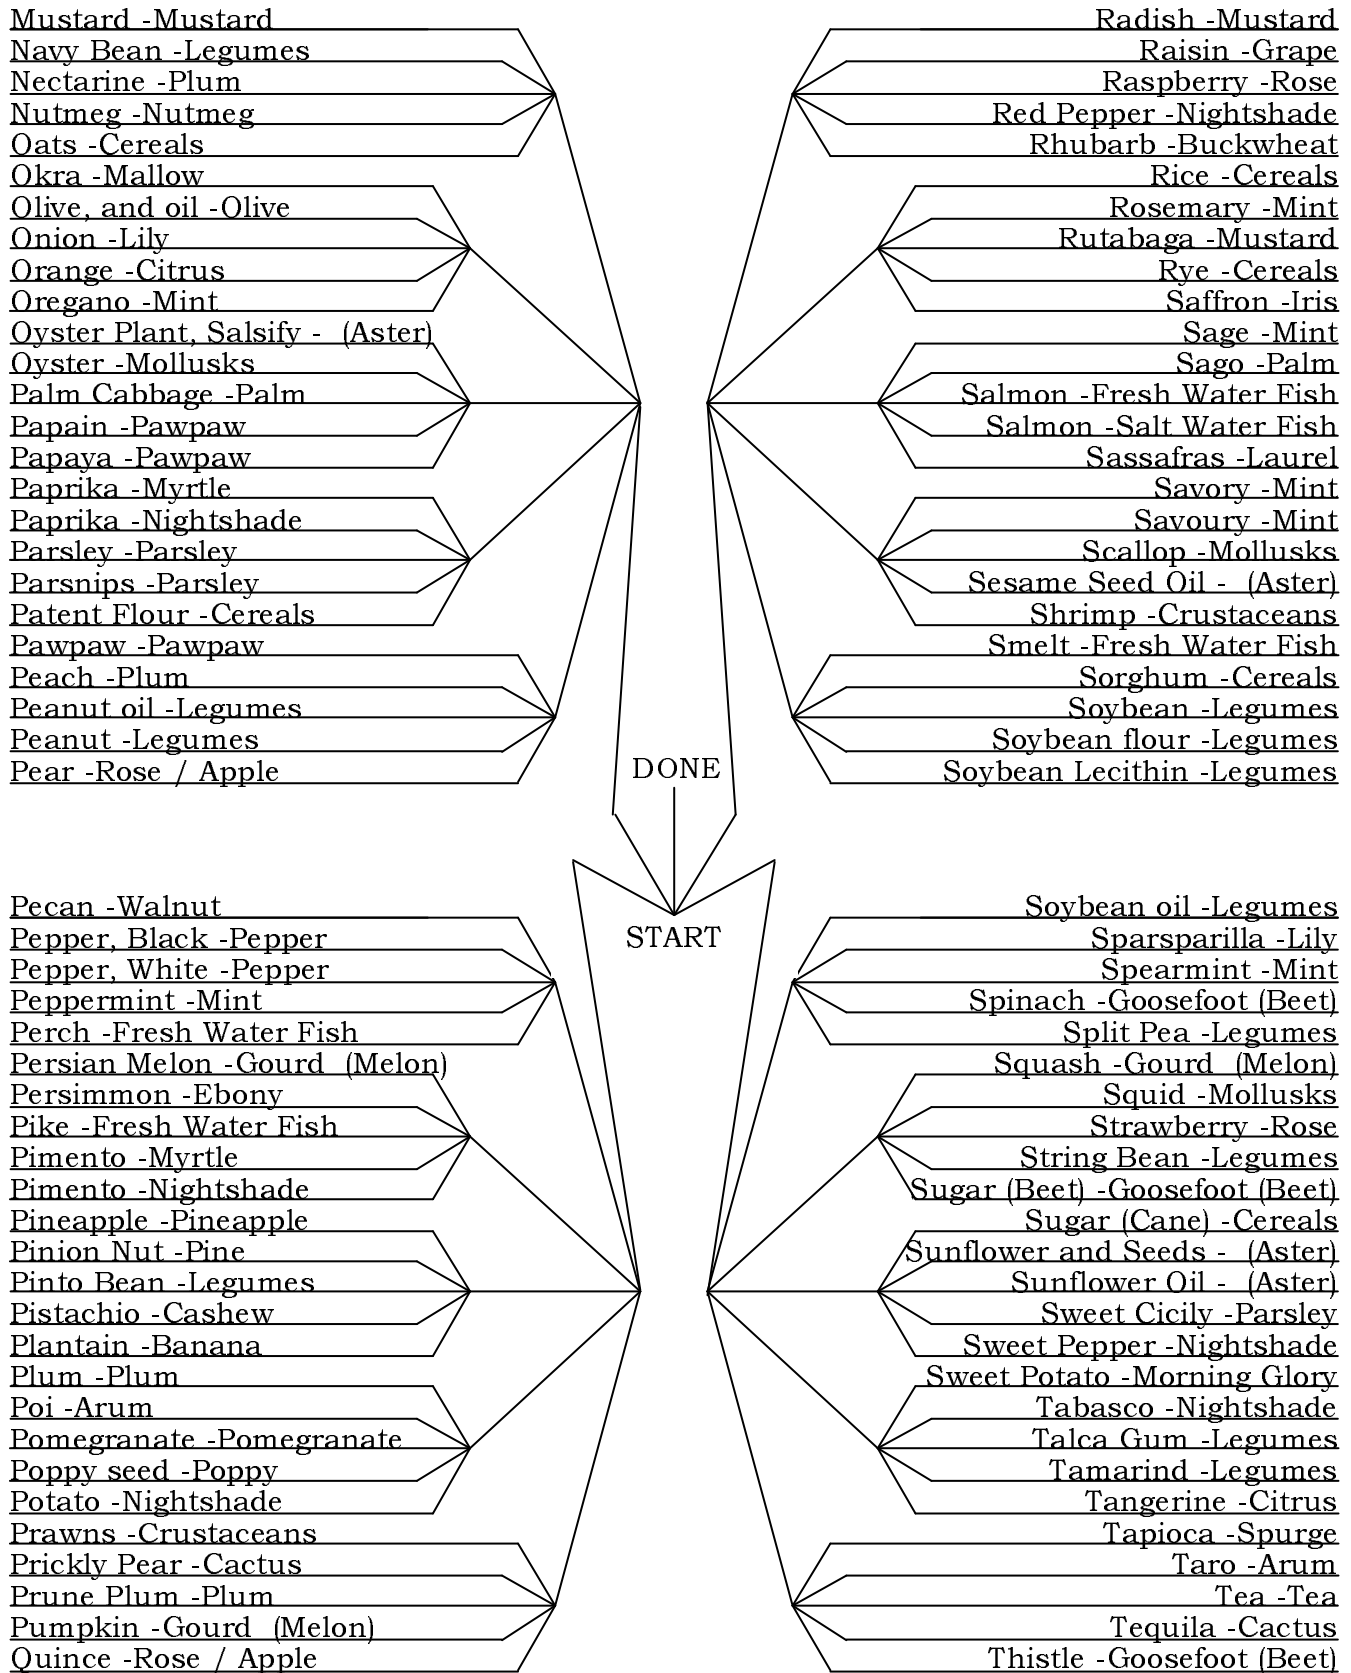 Mustard -Mustard
Navy Bean -Legumes
Nectarine -Plum
Nutmeg -Nutmeg
Oats -Cereals
Okra -Mallow
Olive, and oil -Olive
Onion -Lily
Orange -Citrus
Oregano -Mint
Oyster Plant, Salsify - (Aster)
Oyster -Mollusks
Palm Cabbage -Palm
Papain -Pawpaw
Papaya -Pawpaw
Paprika -Myrtle
Paprika -Nightshade
Parsley -Parsley
Parsnips -Parsley
Patent Flour -Cereals
Pawpaw -Pawpaw
Peach -Plum
Peanut oil -Legumes
Peanut -Legumes
Pear -Rose / Apple
Radish -Mustard
Raisin -Grape
Raspberry -Rose
Red Pepper -Nightshade
Rhubarb -Buckwheat
Rice -Cereals
Rosemary -Mint
Rutabaga -Mustard
Rye -Cereals
Saffron -Iris
Sage -Mint
Sago -Palm
Salmon -Fresh Water Fish
Salmon -Salt Water Fish
Sassafras -Laurel
Savory -Mint
Savoury -Mint
Scallop -Mollusks
Sesame Seed Oil - (Aster)
Shrimp -Crustaceans
Smelt -Fresh Water Fish
Sorghum -Cereals
Soybean -Legumes
Soybean flour -Legumes
Soybean Lecithin -Legumes
DONE
START
Pecan -Walnut
Pepper, Black -Pepper
Pepper, White -Pepper
Peppermint -Mint
Perch -Fresh Water Fish
Persian Melon -Gourd (Melon)
Persimmon -Ebony
Pike -Fresh Water Fish
Pimento -Myrtle
Pimento -Nightshade
Pineapple -Pineapple
Pinion Nut -Pine
Pinto Bean -Legumes
Pistachio -Cashew
Plantain -Banana
Plum -Plum
Poi -Arum
Pomegranate -Pomegranate
Poppy seed -Poppy
Potato -Nightshade
Prawns -Crustaceans
Prickly Pear -Cactus
Prune Plum -Plum
Pumpkin -Gourd (Melon)
Quince -Rose / Apple
Soybean oil -Legumes
Sparsparilla -Lily
Spearmint -Mint
Spinach -Goosefoot (Beet)
Split Pea -Legumes
Squash -Gourd (Melon)
Squid -Mollusks
Strawberry -Rose
String Bean -Legumes
Sugar (Beet) -Goosefoot (Beet)
Sugar (Cane) -Cereals
Sunflower and Seeds - (Aster)
Sunflower Oil - (Aster)
Sweet Cicily -Parsley
Sweet Pepper -Nightshade
Sweet Potato -Morning Glory
Tabasco -Nightshade
Talca Gum -Legumes
Tamarind -Legumes
Tangerine -Citrus
Tapioca -Spurge
Taro -Arum
Tea -Tea
Tequila -Cactus
Thistle -Goosefoot (Beet)